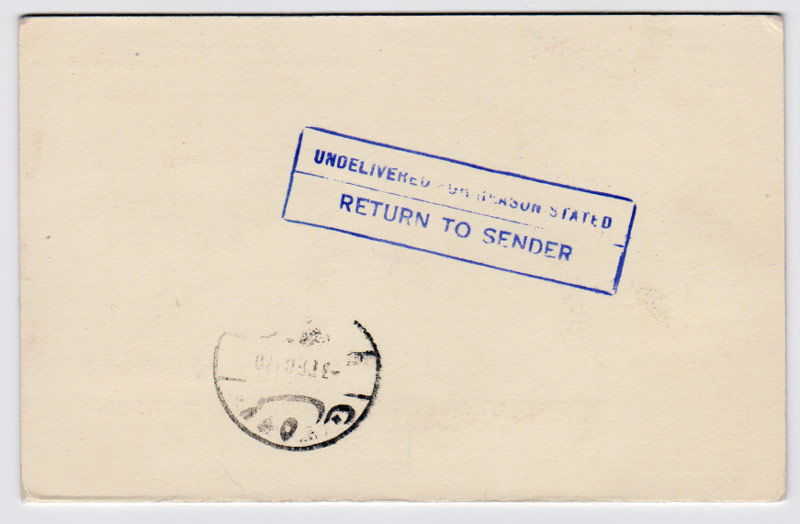 UNDELIVERED FOR REASON STATED
RETURN TO SENDER